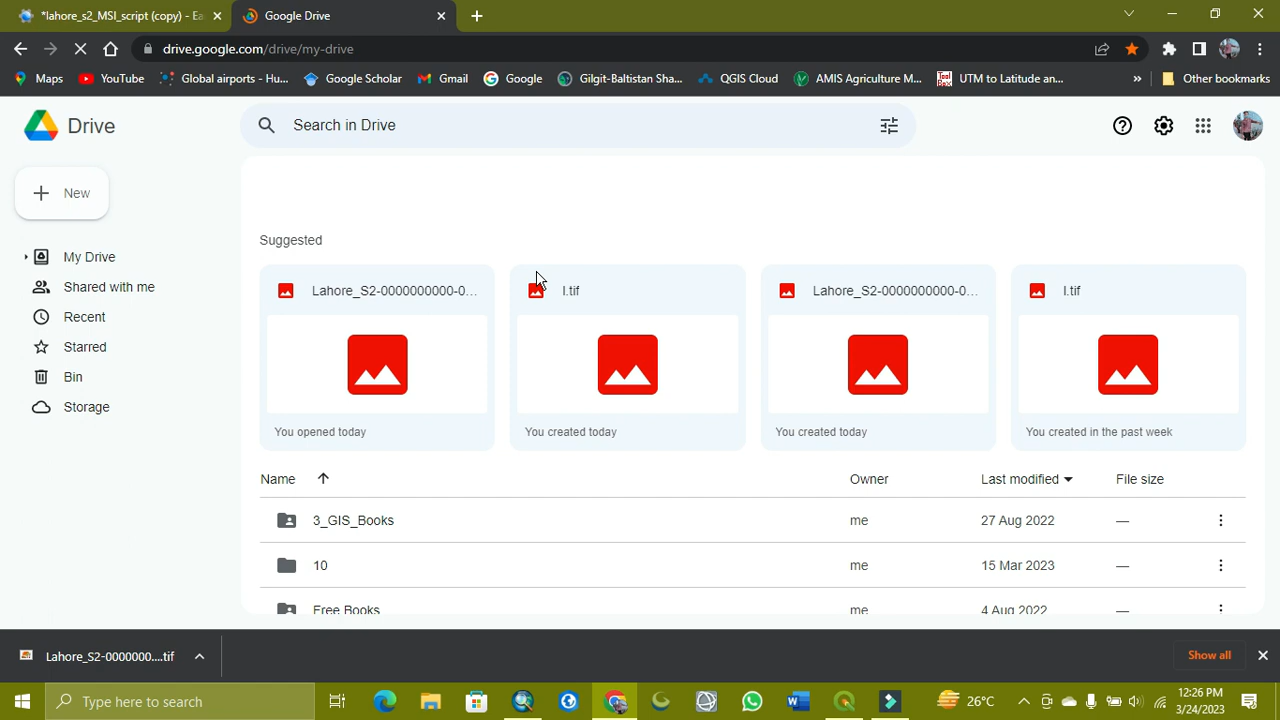 *lahore_s2_MSI_script (copy) - Ea
Google Drive
drive.google.com/drive/my-drive
Maps
YouTube
Global airports - Hu...
Google Scholar
Gmail
Google
Gilgit-Baltistan Sha...
QGIS Cloud
AMIS Agriculture M...
UTM to Latitude an...
Other bookmarks
Drive
Search in Drive
New
My Drive
Shared with me
Recent
Starred
Bin
Storage
Suggested
Lahore_S2-0000000000-0...
I.tif
Lahore_S2-0000000000-0...
I.tif
You opened today
You created today
You created today
You created in the past week
Name
Owner
Last modified
File size
3_GIS_Books
me
27 Aug 2022
—
10
me
15 Mar 2023
—
Free Books
me
4 Aug 2022
Lahore_S2-0000000....tif
Show all
Type here to search
26°C
12:26 PM
3/24/2023